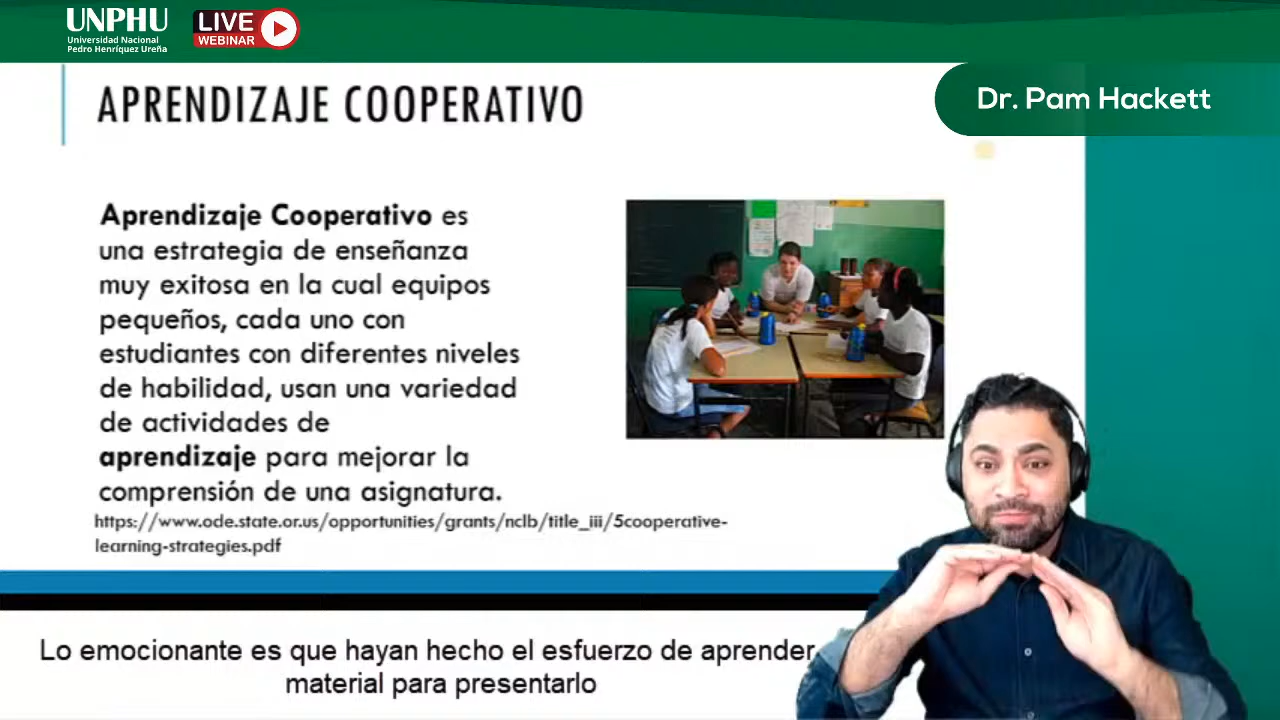 UNPHU
Universidad Nacional
Pedro Henríquez Ureña
LIVE
WEBINAR
Dr. Pam Hackett
APRENDIZAJE COOPERATIVO
Aprendizaje Cooperativo es
una estrategia de enseñanza
muy exitosa en la cual equipos
pequeños, cada uno con
estudiantes con diferentes niveles
de habilidad, usan una variedad
de actividades de
aprendizaje para mejorar la
comprensión de una asignatura.
https://www.ode.state.or.us/opportunities/grants/nclb/title_iii/5cooperative-
learning-strategies.pdf
Lo emocionante es que hayan hecho el esfuerzo de aprender
material para presentarlo